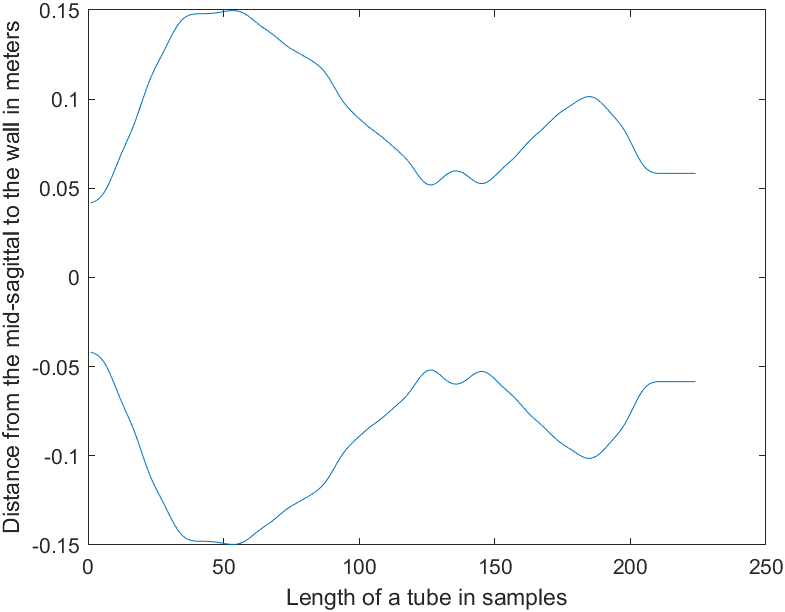 Distance from the mid-sagittal to the wall in meters
0.15
0.1
0.05
0
-0.05
-0.1
-0.15
0 50 100 150 200 250
Length of a tube in samples